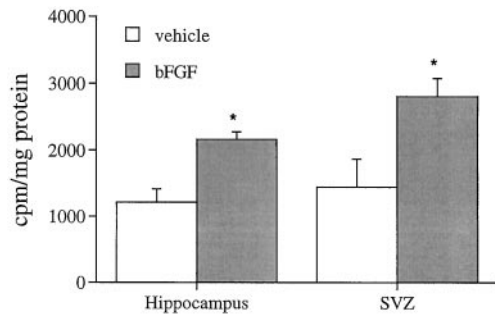 vehicle
bFGF
cpm/mg protein
4000
3000
2000
1000
0
*
*
Hippocampus
SVZ